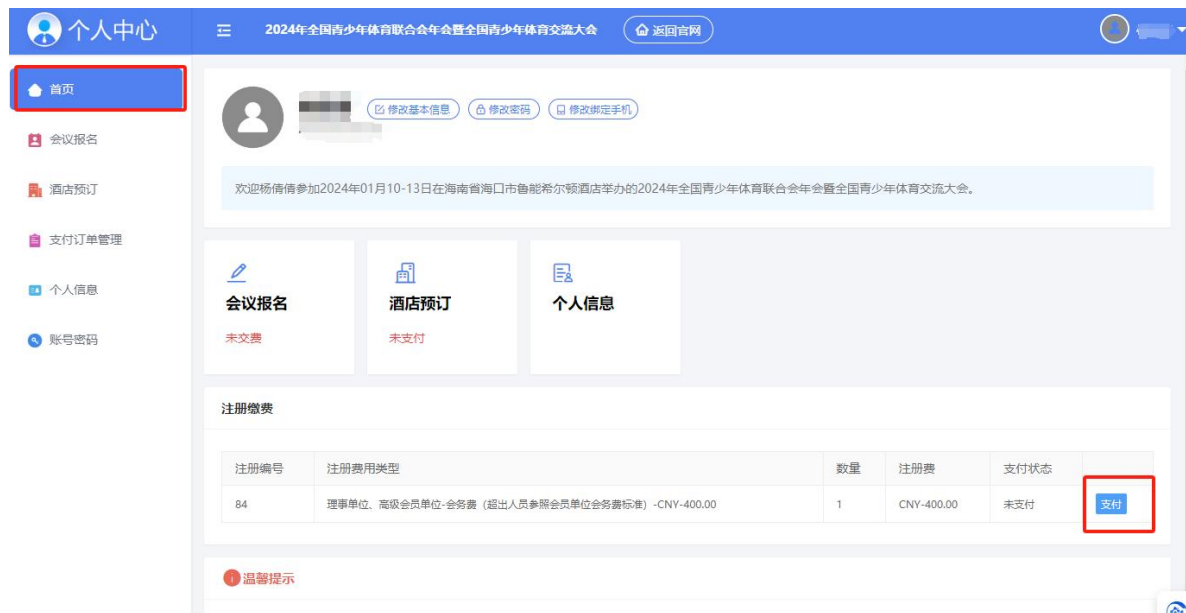 个人中心
2024年全国青少年体育联合会年会暨全国青少年体育交流大会 返回官网
首页
会议报名
酒店预订
支付订单管理
个人信息
账号密码
修改基本信息 修改密码 修改绑定手机
欢迎杨倩倩参加2024年01月10-13日在海南省海口市鲁能希尔顿酒店举办的2024年全国青少年体育联合会年会暨全国青少年体育交流大会。
会议报名 酒店预订 个人信息
未交费 未支付
注册缴费
注册编号 注册费用类型 数量 注册费 支付状态
84 理事单位、高级会员单位-会务费（超出人员参照会员单位会务费标准）-CNY-400.00 1 CNY-400.00 未支付 支付
温馨提示